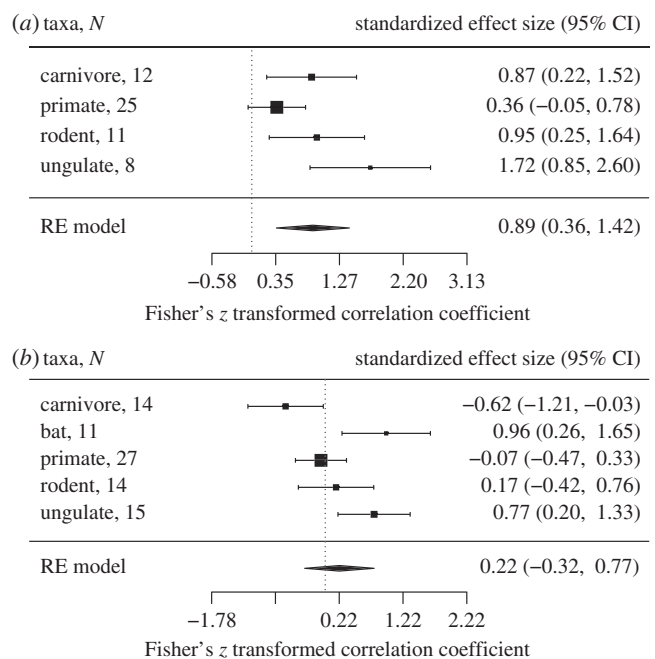 (a) taxa, N standardized effect size (95% CI)
carnivore, 12 0.87 (0.22, 1.52)
primate, 25 0.36 (−0.05, 0.78)
rodent, 11 0.95 (0.25, 1.64)
ungulate, 8 1.72 (0.85, 2.60)
RE model 0.89 (0.36, 1.42)
−0.58 0.35 1.27 2.20 3.13
Fisher's z transformed correlation coefficient
(b) taxa, N standardized effect size (95% CI)
carnivore, 14 −0.62 (−1.21, −0.03)
bat, 11 0.96 (0.26, 1.65)
primate, 27 −0.07 (−0.47, 0.33)
rodent, 14 0.17 (−0.42, 0.76)
ungulate, 15 0.77 (0.20, 1.33)
RE model 0.22 (−0.32, 0.77)
−1.78 0.22 1.22 2.22
Fisher's z transformed correlation coefficient